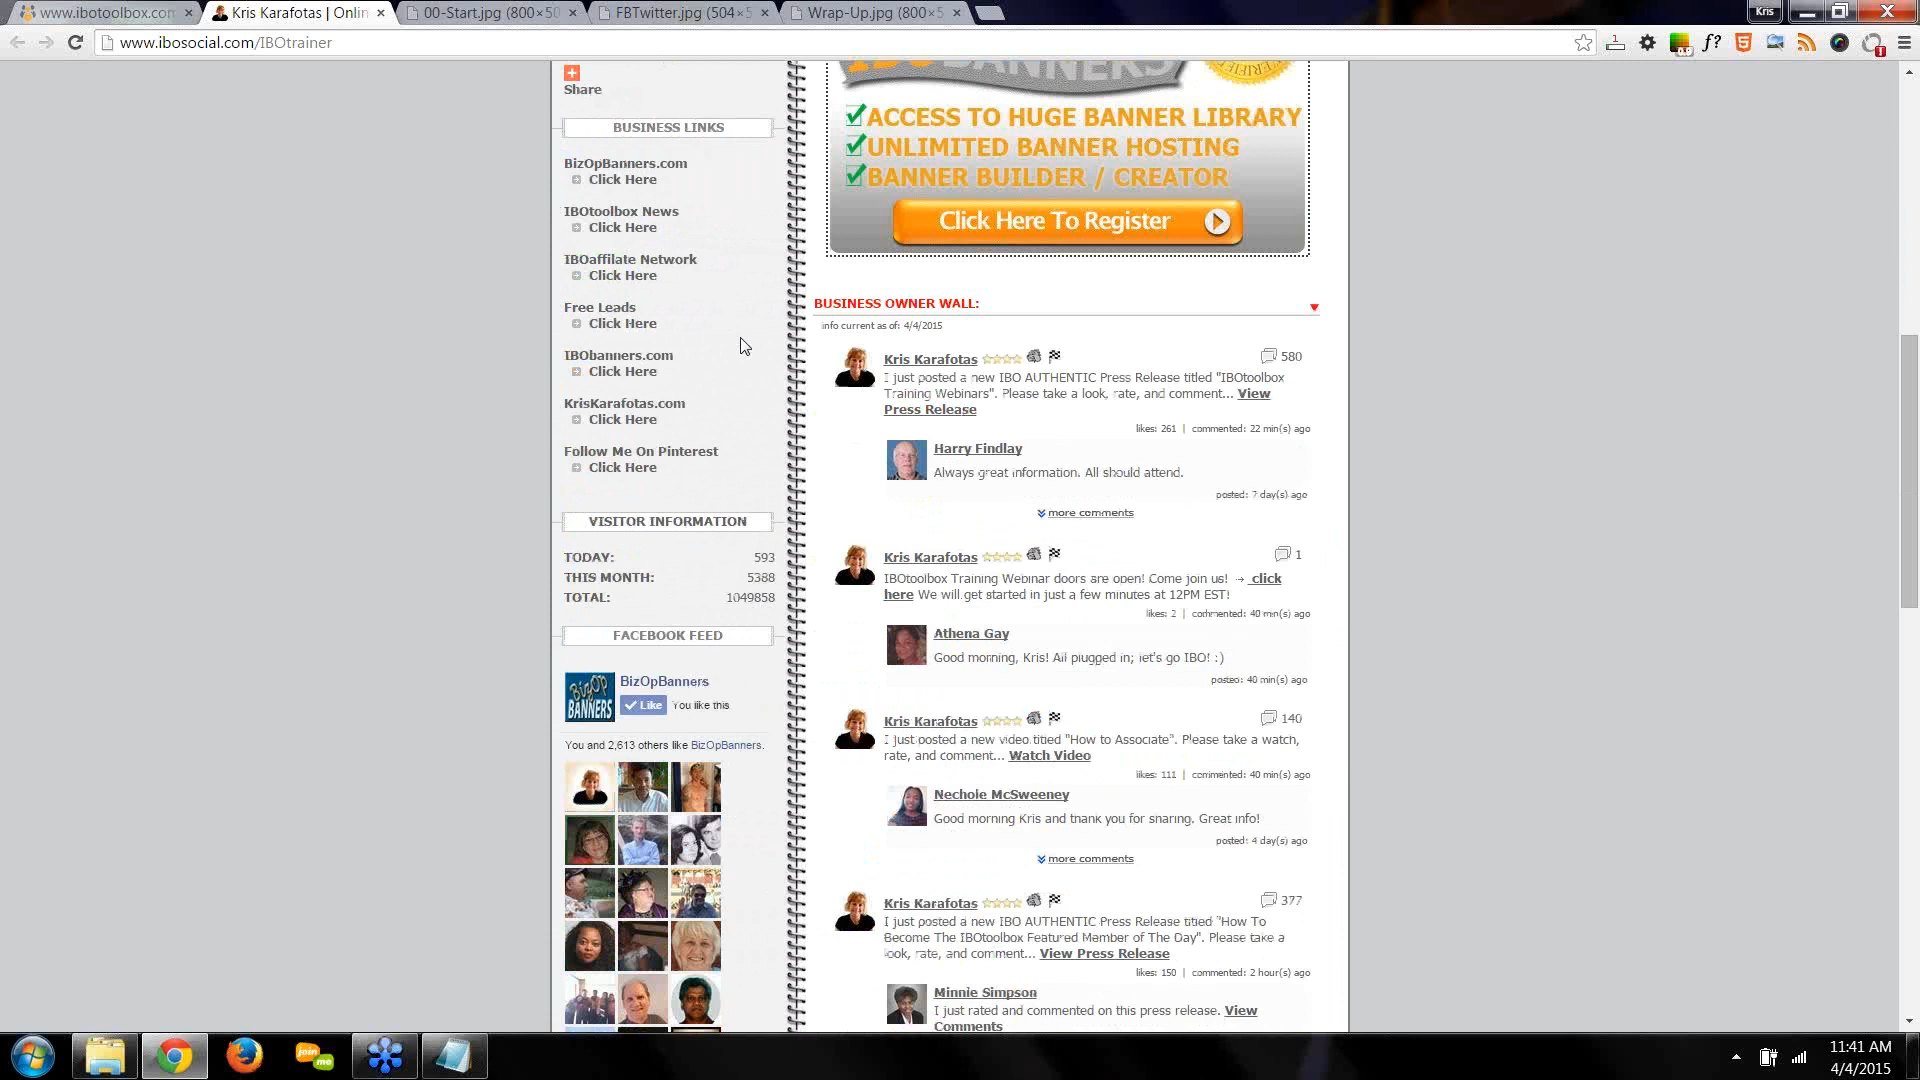 www.ibotoolbox.com
Kris Karafotas | Onlin
00-Start.jpg (800×50
FBTwitter.jpg (504×5
Wrap-Up.jpg (800×5
Kris
www.ibosocial.com/IBOtrainer
Share
BUSINESS LINKS
BizOpBanners.com
Click Here
IBOtoolbox News
Click Here
IBOaffilate Network
Click Here
Free Leads
Click Here
IBObanners.com
Click Here
KrisKarafotas.com
Click Here
Follow Me On Pinterest
Click Here
VISITOR INFORMATION
TODAY: 593
THIS MONTH: 5388
TOTAL: 1049858
FACEBOOK FEED
BizOp
BANNERS
BizOpBanners
Like You like this
You and 2,613 others like BizOpBanners.
IBOBANNERS
ACCESS TO HUGE BANNER LIBRARY
UNLIMITED BANNER HOSTING
BANNER BUILDER / CREATOR
Click Here To Register
BUSINESS OWNER WALL:
info current as of: 4/4/2015
Kris Karafotas 580
I just posted a new IBO AUTHENTIC Press Release titled "IBOtoolbox
Training Webinars". Please take a look, rate, and comment... View
Press Release
likes: 261 | commented: 22 min(s) ago
Harry Findlay
Always great information. All should attend.
posted: 7 day(s) ago
more comments
Kris Karafotas 1
IBOtoolbox Training Webinar doors are open! Come join us! → click
here We will get started in just a few minutes at 12PM EST!
likes: 2 | commented: 40 min(s) ago
Athena Gay
Good morning, Kris! All plugged in; let's go IBO! :)
posted: 40 min(s) ago
Kris Karafotas 140
I just posted a new video titled "How to Associate". Please take a watch,
rate, and comment... Watch Video
likes: 111 | commented: 40 min(s) ago
Nechole McSweeney
Good morning Kris and thank you for sharing. Great info!
posted: 4 day(s) ago
more comments
Kris Karafotas 377
I just posted a new IBO AUTHENTIC Press Release titled "How To
Become The IBOtoolbox Featured Member of The Day". Please take a
look, rate, and comment... View Press Release
likes: 150 | commented: 2 hour(s) ago
Minnie Simpson
I just rated and commented on this press release. View
Comments
join
me
11:41 AM
4/4/2015